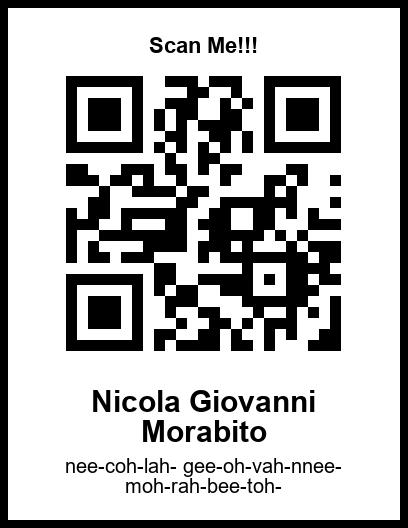 Scan Me!!!
Nicola Giovanni
Morabito
nee-coh-lah- gee-oh-vah-nnee-
moh-rah-bee-toh-